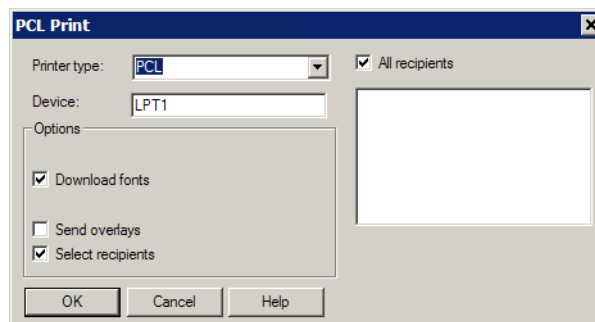 PCL Print
Printer type:
PCL
All recipients
Device:
LPT1
Options
Download fonts
Send overlays
Select recipients
OK
Cancel
Help